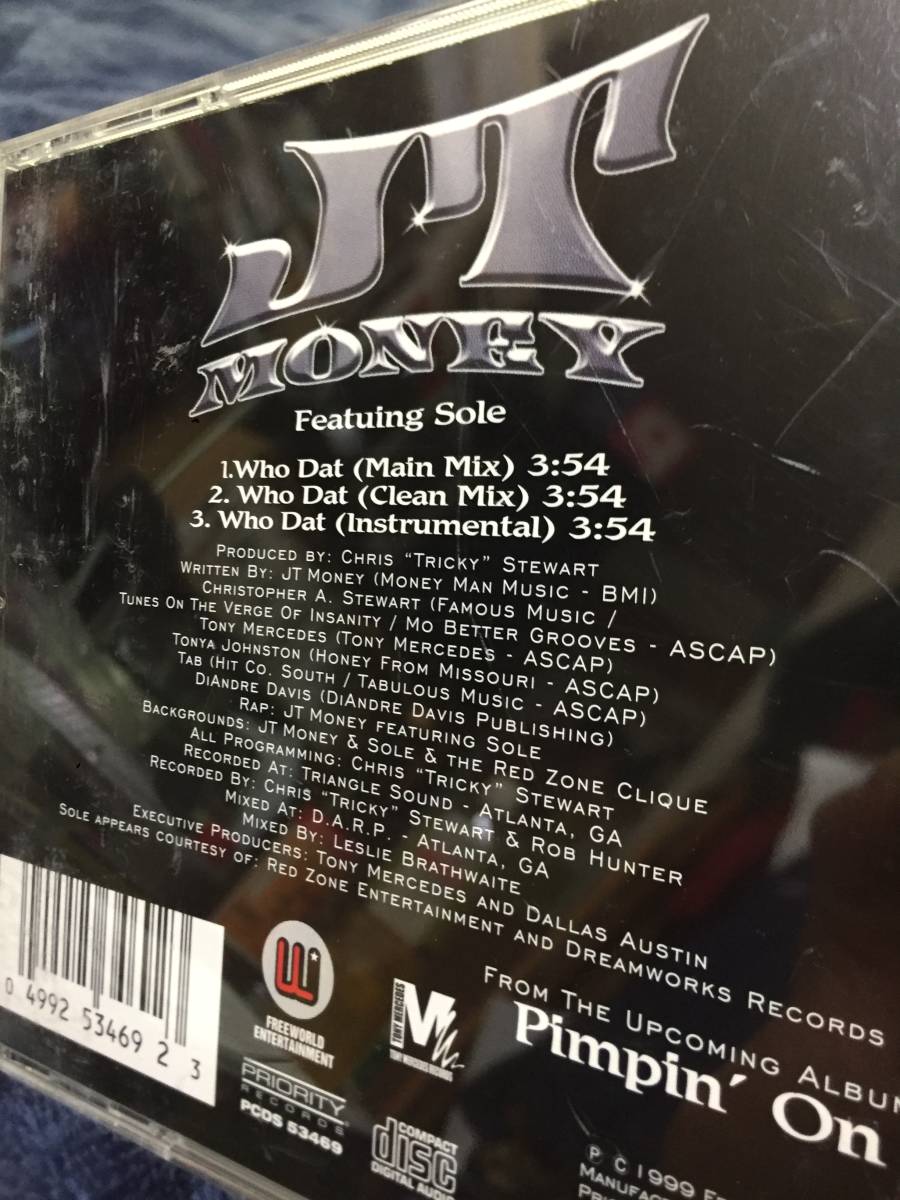 JT
MONEY
Featuing Sole
1.Who Dat (Main Mix) 3:54
2. Who Dat (Clean Mix) 3:54
3. Who Dat (Instrumental) 3:54
PRODUCED BY: CHRIS "TRICKY" STEWART
WRITTEN BY: JT MONEY (MONEY MAN MUSIC - BMI)
CHRISTOPHER A. STEWART (FAMOUS MUSIC /
TUNES ON THE VERGE OF INSANITY / MO BETTER GROOVES - ASCAP)
TONY MERCEDES (TONY MERCEDES - ASCAP)
TONYA JOHNSTON (HONEY FROM MISSOURI - ASCAP)
TAB (HIT CO. SOUTH / TABULOUS MUSIC - ASCAP)
DIANDRE DAVIS (DIANDRE DAVIS PUBLISHING)
RAP: JT MONEY FEATURING SOLE
BACKGROUNDS: JT MONEY & SOLE & THE RED ZONE CLIQUE
ALL PROGRAMMING: CHRIS "TRICKY" STEWART
RECORDED AT: TRIANGLE SOUND - ATLANTA, GA
RECORDED BY: CHRIS "TRICKY" STEWART & ROB HUNTER
MIXED AT: D.A.R.P. - ATLANTA, GA
MIXED BY: LESLIE BRATHWAITE
EXECUTIVE PRODUCERS: TONY MERCEDES AND DALLAS AUSTIN
SOLE APPEARS COURTESY OF: RED ZONE ENTERTAINMENT AND DREAMWORKS RECORDS
FROM THE UPCOMING ALBUM
Pimpin' On
0 4992 53469 2 3
FREEWORLD
ENTERTAINMENT
TONY MERCEDES
M
TONY MERCEDES RECORDS
PRIORITY
RECORDS
PCDS 53469
COMPACT
disc
DIGITAL AUDIO
℗ © 1999